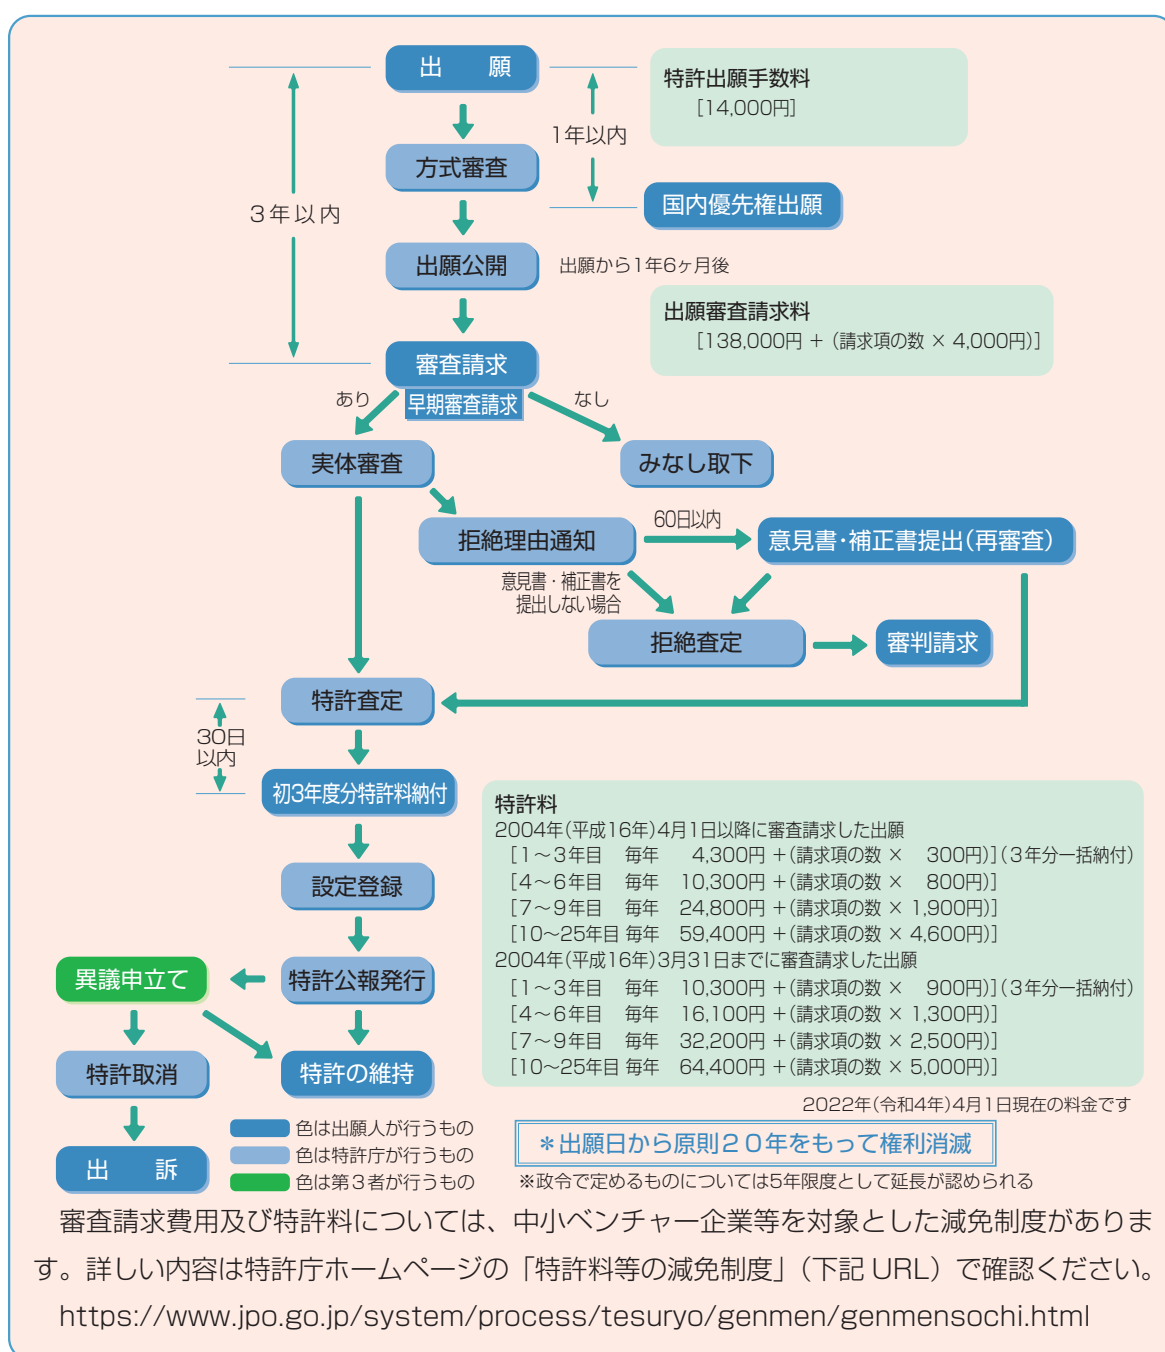 出　願
特許出願手数料
[14,000円]
1年以内
方式審査
3年以内
国内優先権出願
出願公開
出願から1年6ヶ月後
出願審査請求料
[138,000円 + (請求項の数 × 4,000円)]
審査請求
早期審査請求
あり
なし
実体審査
みなし取下
拒絶理由通知
60日以内
意見書・補正書提出(再審査)
意見書・補正書を
提出しない場合
拒絶査定
審判請求
特許査定
30日
以内
初3年度分特許料納付
特許料
2004年(平成16年)4月1日以降に審査請求した出願
[1～3年目　毎年　4,300円 +(請求項の数 ×　300円)](3年分一括納付)
[4～6年目　毎年　10,300円 +(請求項の数 ×　800円)]
[7～9年目　毎年　24,800円 +(請求項の数 × 1,900円)]
[10～25年目 毎年　59,400円 +(請求項の数 × 4,600円)]
2004年(平成16年)3月31日までに審査請求した出願
[1～3年目　毎年　10,300円 +(請求項の数 ×　900円)](3年分一括納付)
[4～6年目　毎年　16,100円 +(請求項の数 × 1,300円)]
[7～9年目　毎年　32,200円 +(請求項の数 × 2,500円)]
[10～25年目 毎年　64,400円 +(請求項の数 × 5,000円)]
2022年(令和4年)4月1日現在の料金です
設定登録
異議申立て
特許公報発行
特許取消
特許の維持
出　訴
色は出願人が行うもの
色は特許庁が行うもの
色は第3者が行うもの
＊出願日から原則20年をもって権利消滅
※政令で定めるものについては5年限度として延長が認められる
審査請求費用及び特許料については、中小ベンチャー企業等を対象とした減免制度がありま
す。詳しい内容は特許庁ホームページの「特許料等の減免制度」（下記 URL）で確認ください。
https://www.jpo.go.jp/system/process/tesuryo/genmen/genmensochi.html